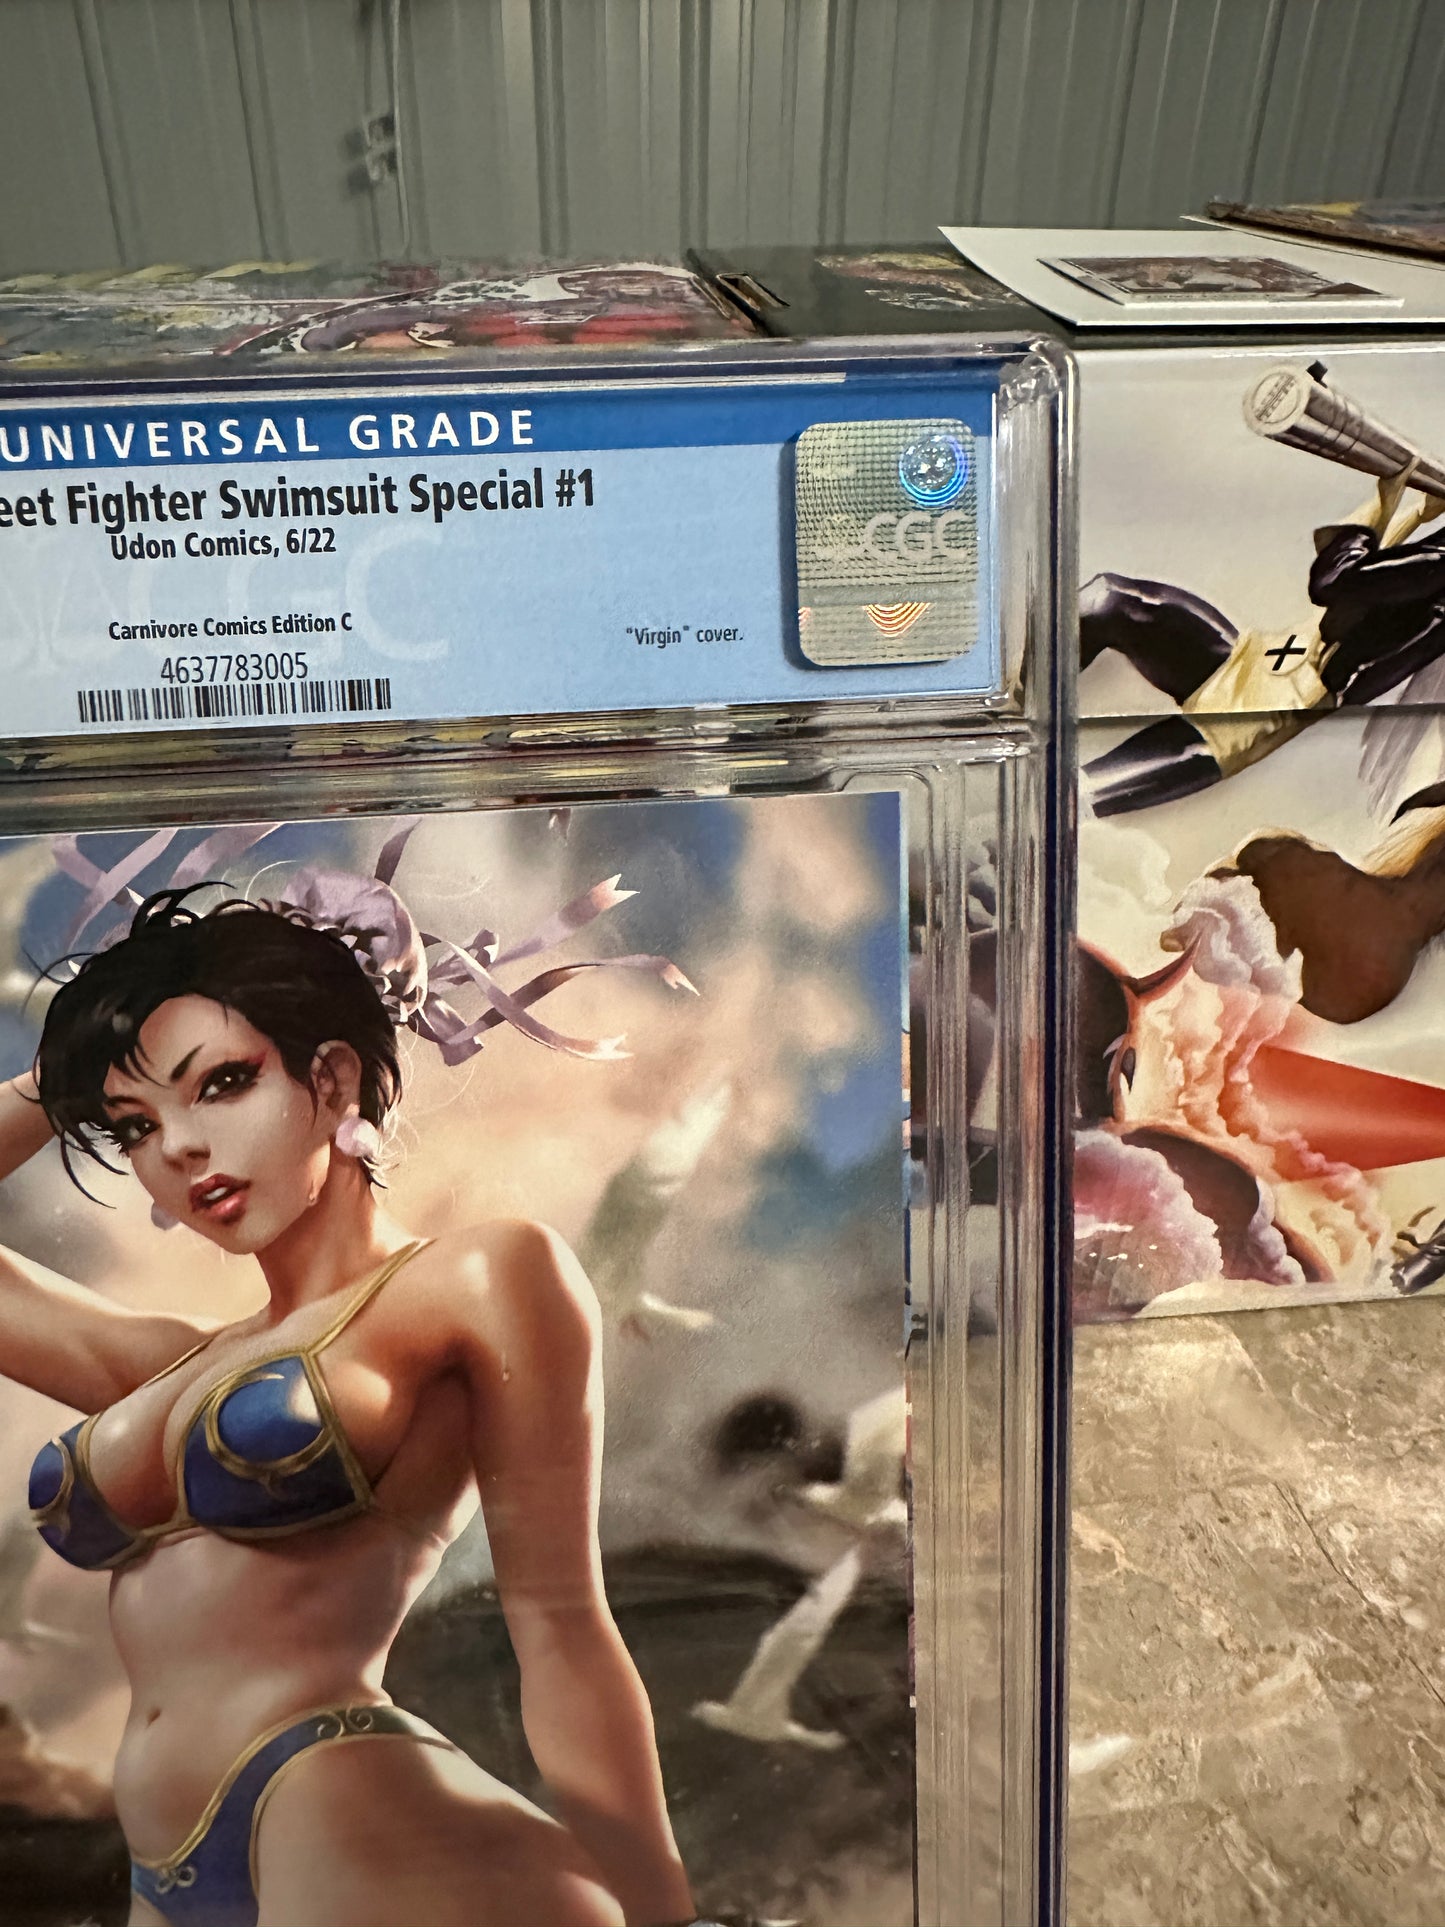 UNIVERSAL GRADE
eet Fighter Swimsuit Special #1
Udon Comics, 6/22
Carnivore Comics Edition C
"Virgin" cover.
4637783005
CGC